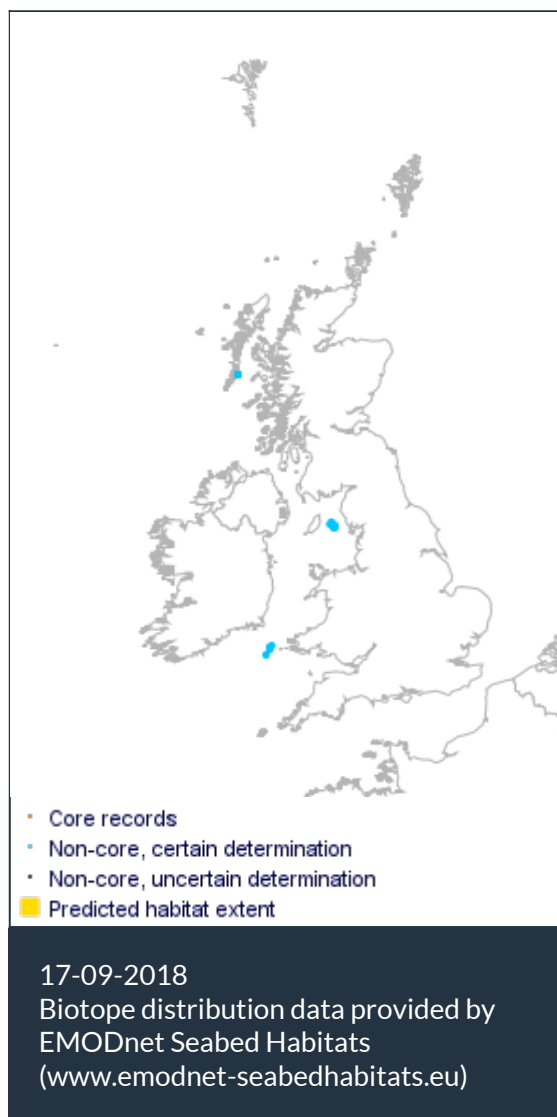 Core records
Non-core, certain determination
Non-core, uncertain determination
Predicted habitat extent
17-09-2018
Biotope distribution data provided by
EMODnet Seabed Habitats
(www.emodnet-seabedhabitats.eu)